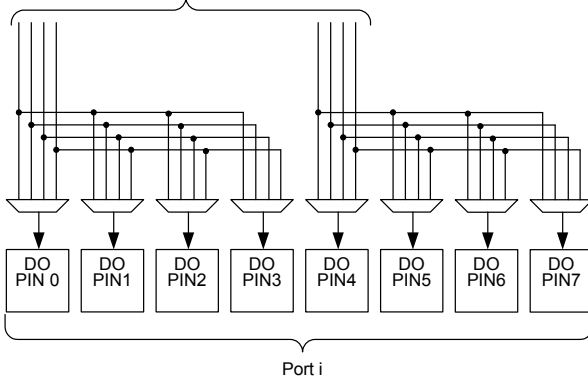 DO
PIN 0
DO
PIN1
DO
PIN2
DO
PIN3
DO
PIN4
DO
PIN5
DO
PIN6
DO
PIN7
Port i